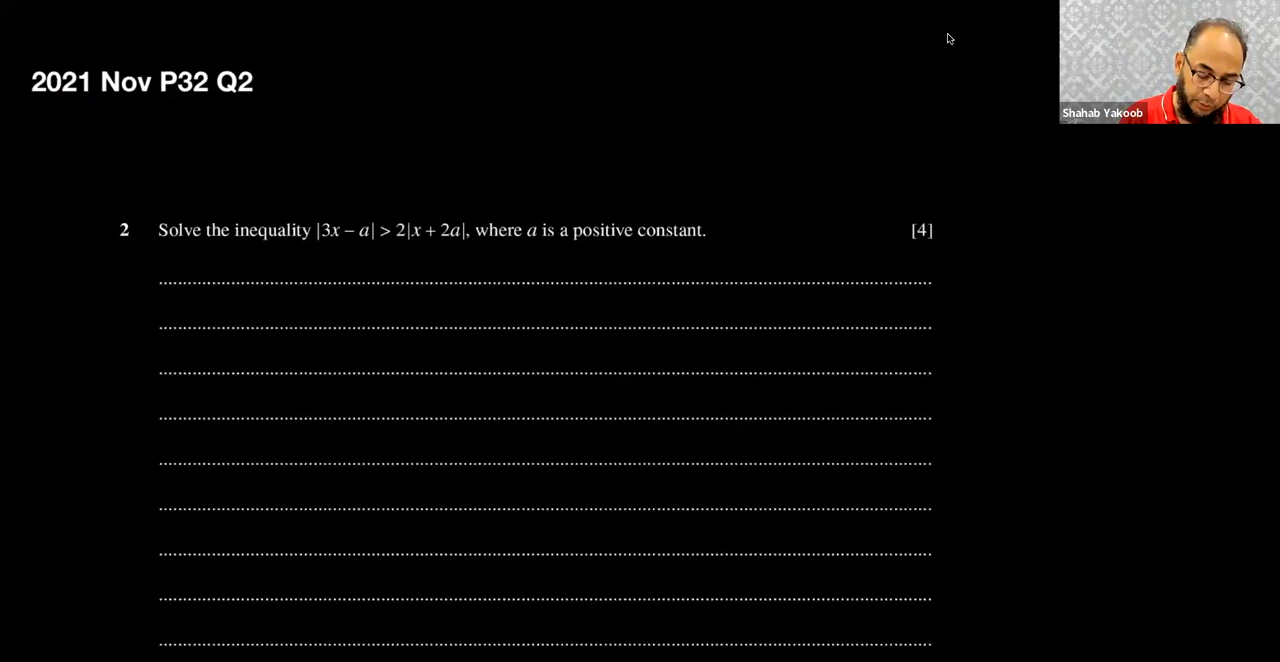 2021 Nov P32 Q2
Shahab Yakoob
2 Solve the inequality |3x − a| > 2|x + 2a|, where a is a positive constant. [4]